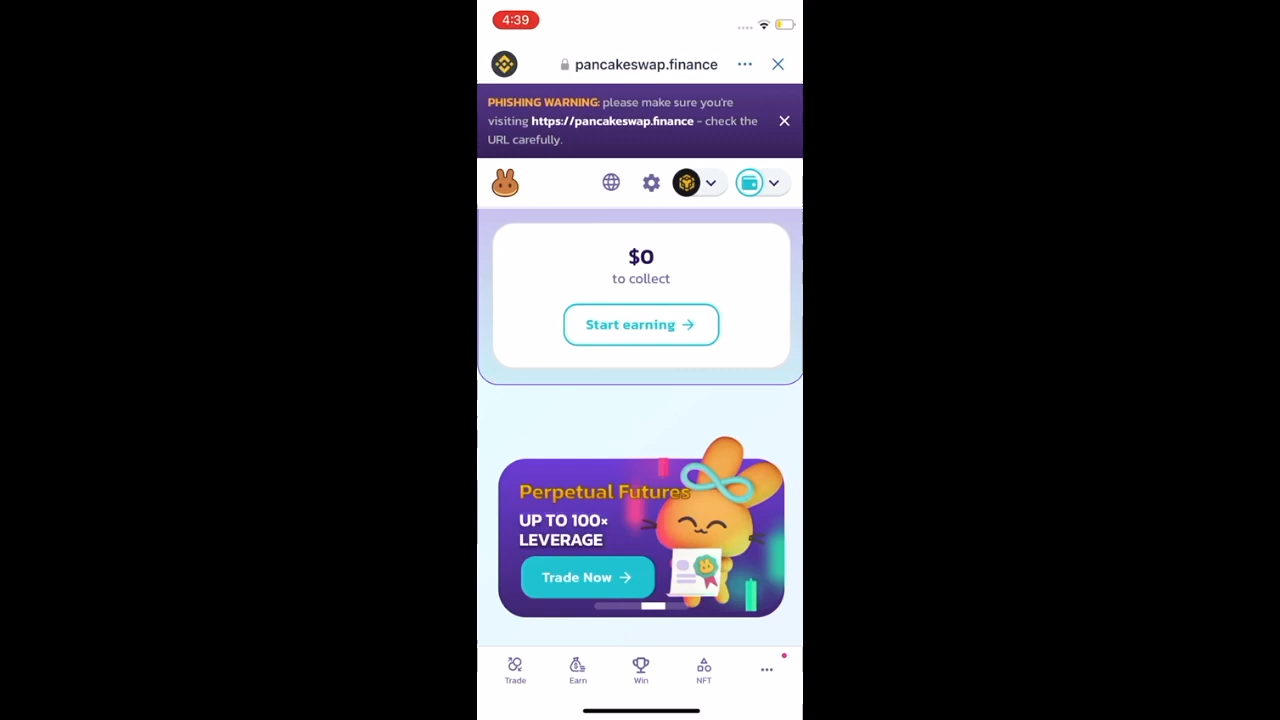 4:39
pancakeswap.finance
PHISHING WARNING: please make sure you're
visiting https://pancakeswap.finance - check the
URL carefully.
$0
to collect
Start earning
Perpetual Futures
UP TO 100×
LEVERAGE
Trade Now
Trade
Earn
Win
NFT